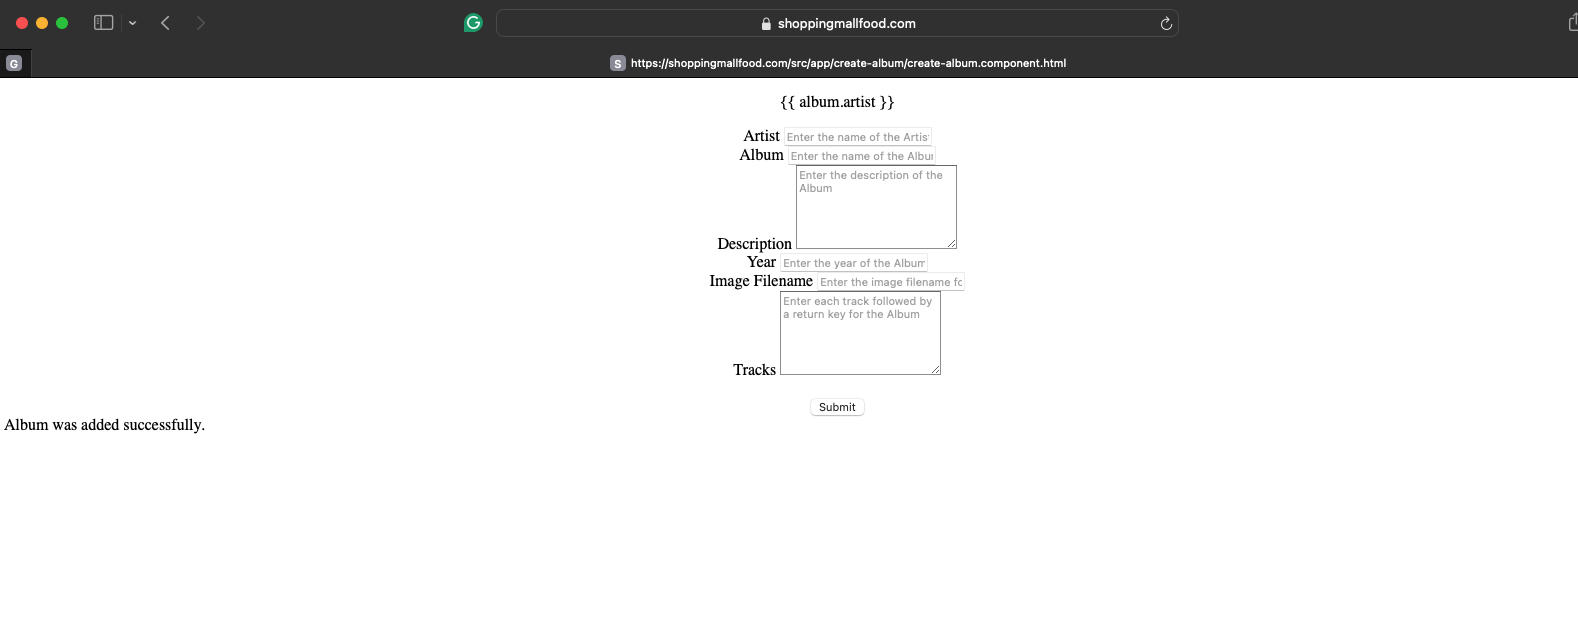 shoppingmallfood.com
G
S https://shoppingmallfood.com/src/app/create-album/create-album.component.html
{{ album.artist }}
Artist Enter the name of the Artis
Album Enter the name of the Albur
Enter the description of the
Album
Description
Year Enter the year of the Album
Image Filename Enter the image filename fo
Enter each track followed by
a return key for the Album
Tracks
Submit
Album was added successfully.